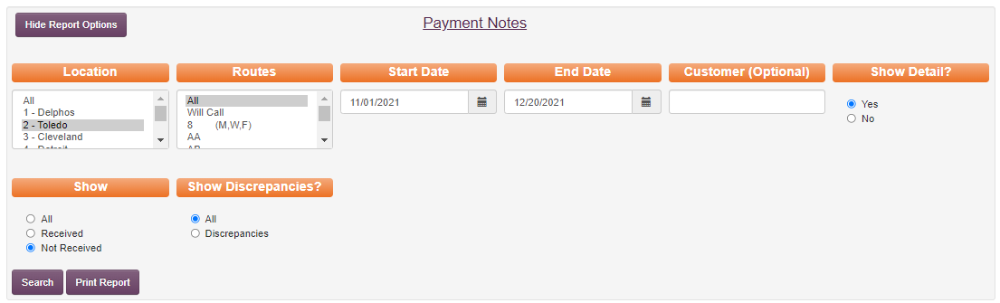 Hide Report Options
Payment Notes
Location
Routes
Start Date
End Date
Customer (Optional)
Show Detail?
All
1 - Delphos
2 - Toledo
3 - Cleveland
4 - Detroit
All
Will Call
8 (M,W,F)
AA
AB
11/01/2021
12/20/2021
Yes
No
Show
Show Discrepancies?
All
Received
Not Received
All
Discrepancies
Search
Print Report